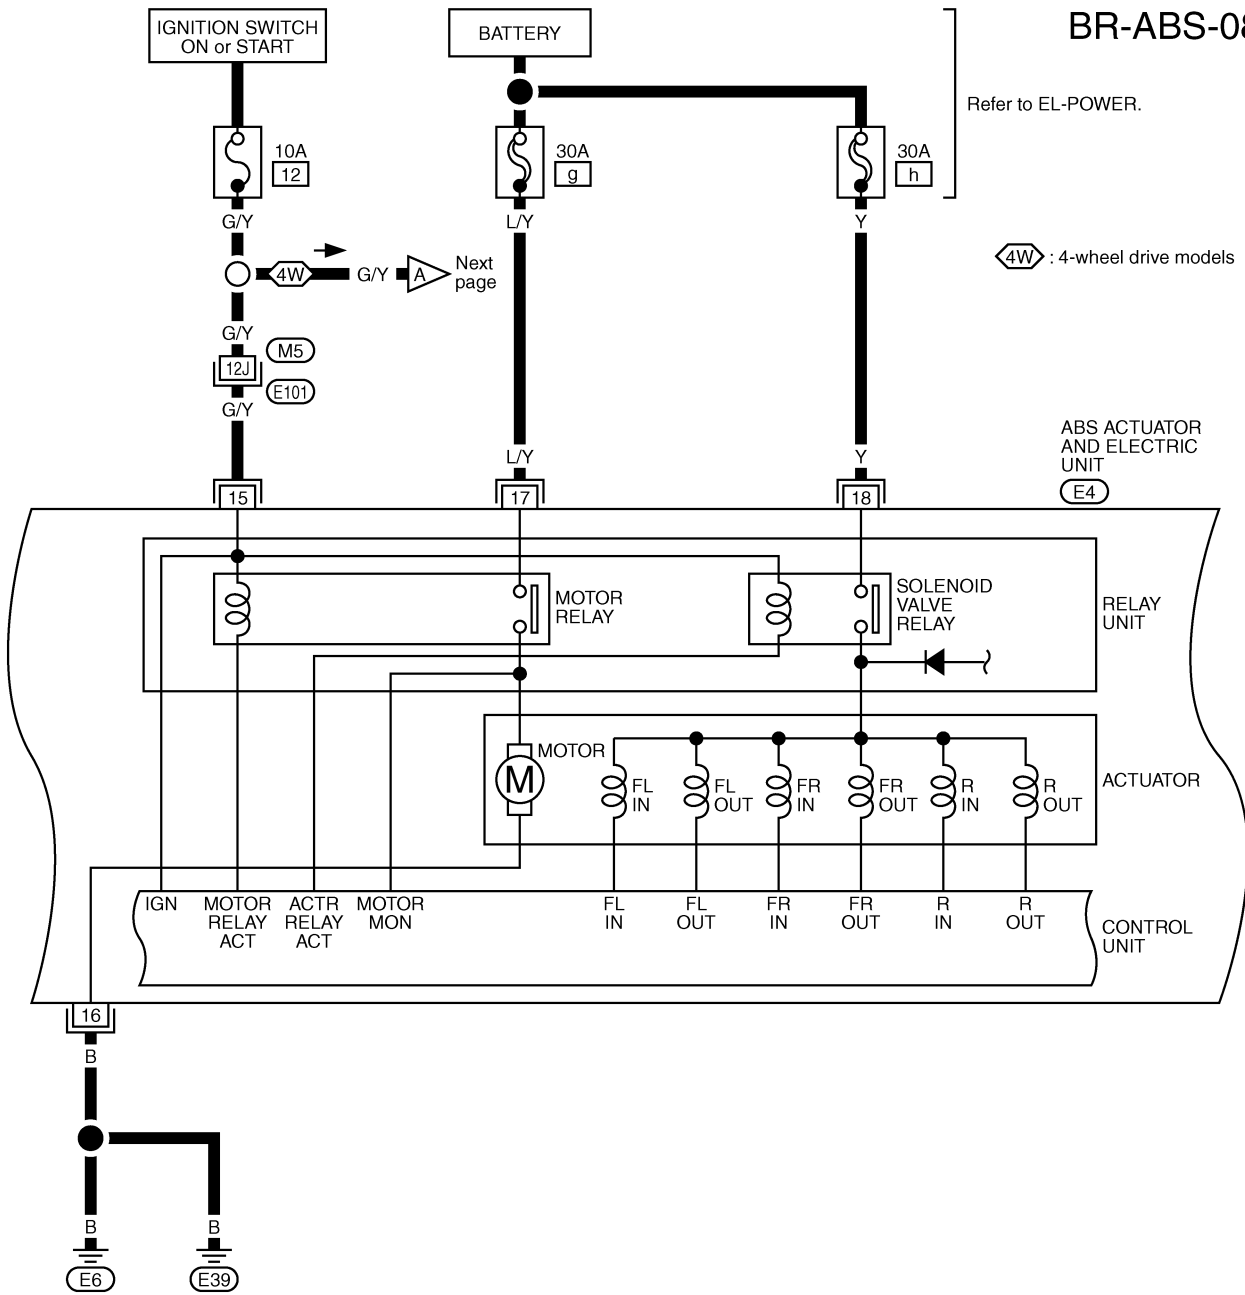 BR-ABS-08
IGNITION SWITCH
ON or START
BATTERY
Refer to EL-POWER.
10A
12
30A
g
30A
h
G/Y
L/Y
Y
4W
G/Y
A
Next
page
4W
: 4-wheel drive models
G/Y
M5
12J
E101
G/Y
L/Y
Y
ABS ACTUATOR
AND ELECTRIC
UNIT
E4
15
17
18
MOTOR
RELAY
SOLENOID
VALVE
RELAY
RELAY
UNIT
MOTOR
M
FL
IN
FL
OUT
FR
IN
FR
OUT
R
IN
R
OUT
ACTUATOR
IGN
MOTOR
RELAY
ACT
ACTR
RELAY
ACT
MOTOR
MON
FL
IN
FL
OUT
FR
IN
FR
OUT
R
IN
R
OUT
CONTROL
UNIT
16
B
B
B
E6
E39